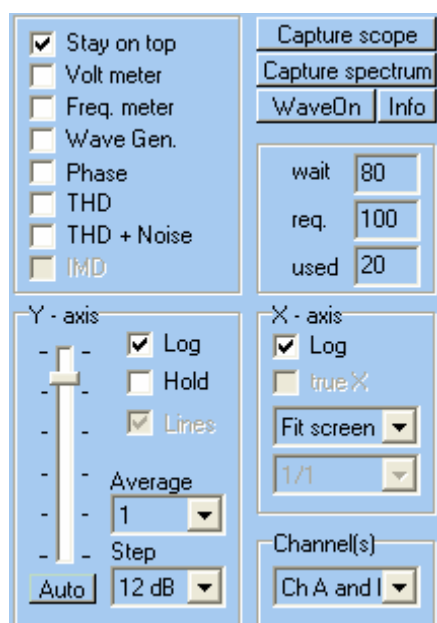 Stay on top
Volt meter
Freq. meter
Wave Gen.
Phase
THD
THD + Noise
IMD
Capture scope
Capture spectrum
WaveOn Info
wait 80
req. 100
used 20
Y - axis
Log
Hold
Lines
Average
1
Step
Auto 12 dB
X - axis
Log
true X
Fit screen
1/1
Channel(s)
Ch A and